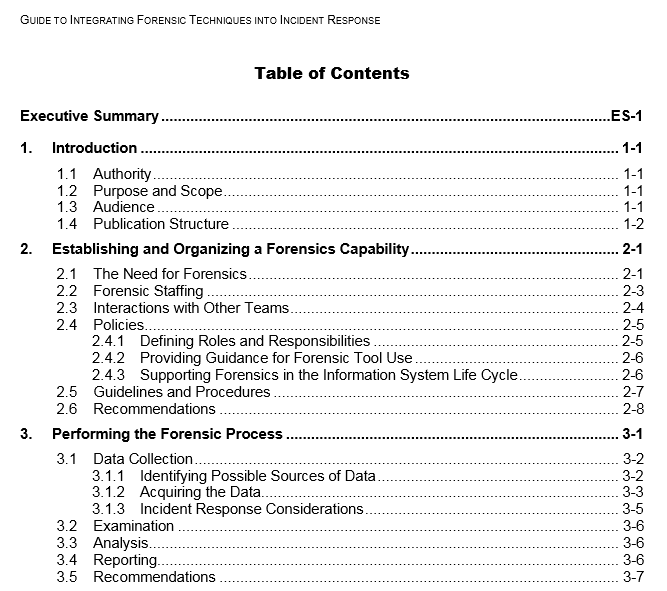 GUIDE TO INTEGRATING FORENSIC TECHNIQUES INTO INCIDENT RESPONSE
Table of Contents
Executive Summary ES-1
1. Introduction 1-1
1.1 Authority 1-1
1.2 Purpose and Scope 1-1
1.3 Audience 1-1
1.4 Publication Structure 1-2
2. Establishing and Organizing a Forensics Capability 2-1
2.1 The Need for Forensics 2-1
2.2 Forensic Staffing 2-3
2.3 Interactions with Other Teams 2-4
2.4 Policies 2-5
2.4.1 Defining Roles and Responsibilities 2-5
2.4.2 Providing Guidance for Forensic Tool Use 2-6
2.4.3 Supporting Forensics in the Information System Life Cycle 2-6
2.5 Guidelines and Procedures 2-7
2.6 Recommendations 2-8
3. Performing the Forensic Process 3-1
3.1 Data Collection 3-2
3.1.1 Identifying Possible Sources of Data 3-2
3.1.2 Acquiring the Data 3-3
3.1.3 Incident Response Considerations 3-5
3.2 Examination 3-6
3.3 Analysis 3-6
3.4 Reporting 3-6
3.5 Recommendations 3-7